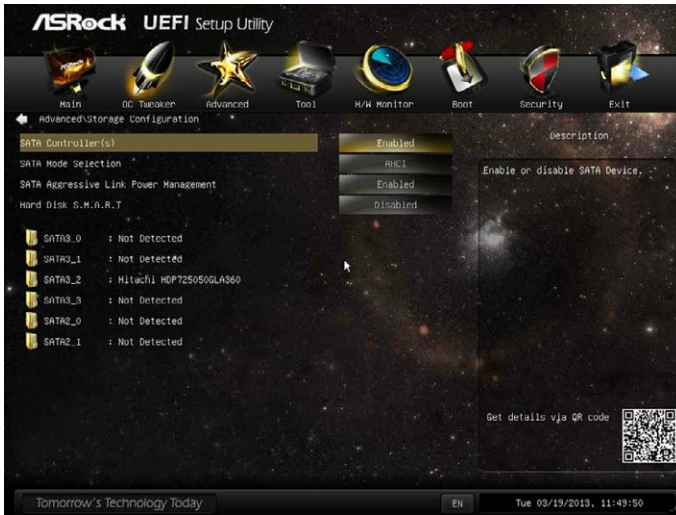 ASRock UEFI Setup Utility
ASRock
Main OC Tweaker Advanced Tool H/W Monitor Boot Security Exit
Advanced\Storage Configuration
Description
SATA Controller(s) Enabled
Enable or disable SATA Device.
SATA Mode Selection AHCI
SATA Aggressive Link Power Management Enabled
Hard Disk S.M.A.R.T Disabled
SATA3_0 : Not Detected
SATA3_1 : Not Detected
SATA3_2 : Hitachi HDP725050GLA360
SATA3_3 : Not Detected
SATA2_0 : Not Detected
SATA2_1 : Not Detected
Get details via QR code
Tomorrow's Technology Today EN Tue 03/19/2013, 11:49:50